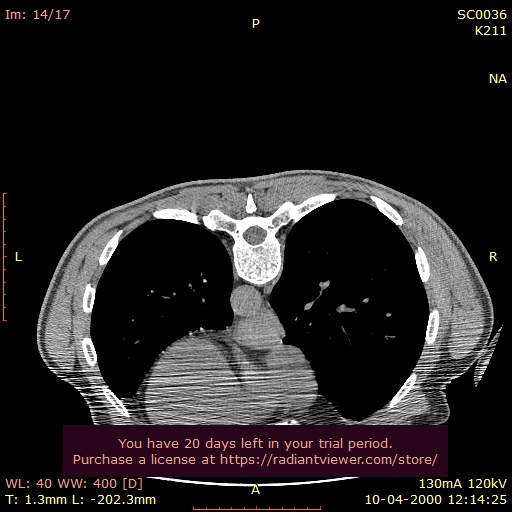 Im: 14/17
SC0036
K211
P
NA
L
R
You have 20 days left in your trial period.
Purchase a license at https://radiantviewer.com/store/
WL: 40 WW: 400 [D]
T: 1.3mm L: -202.3mm
A
130mA 120kV
10-04-2000 12:14:25